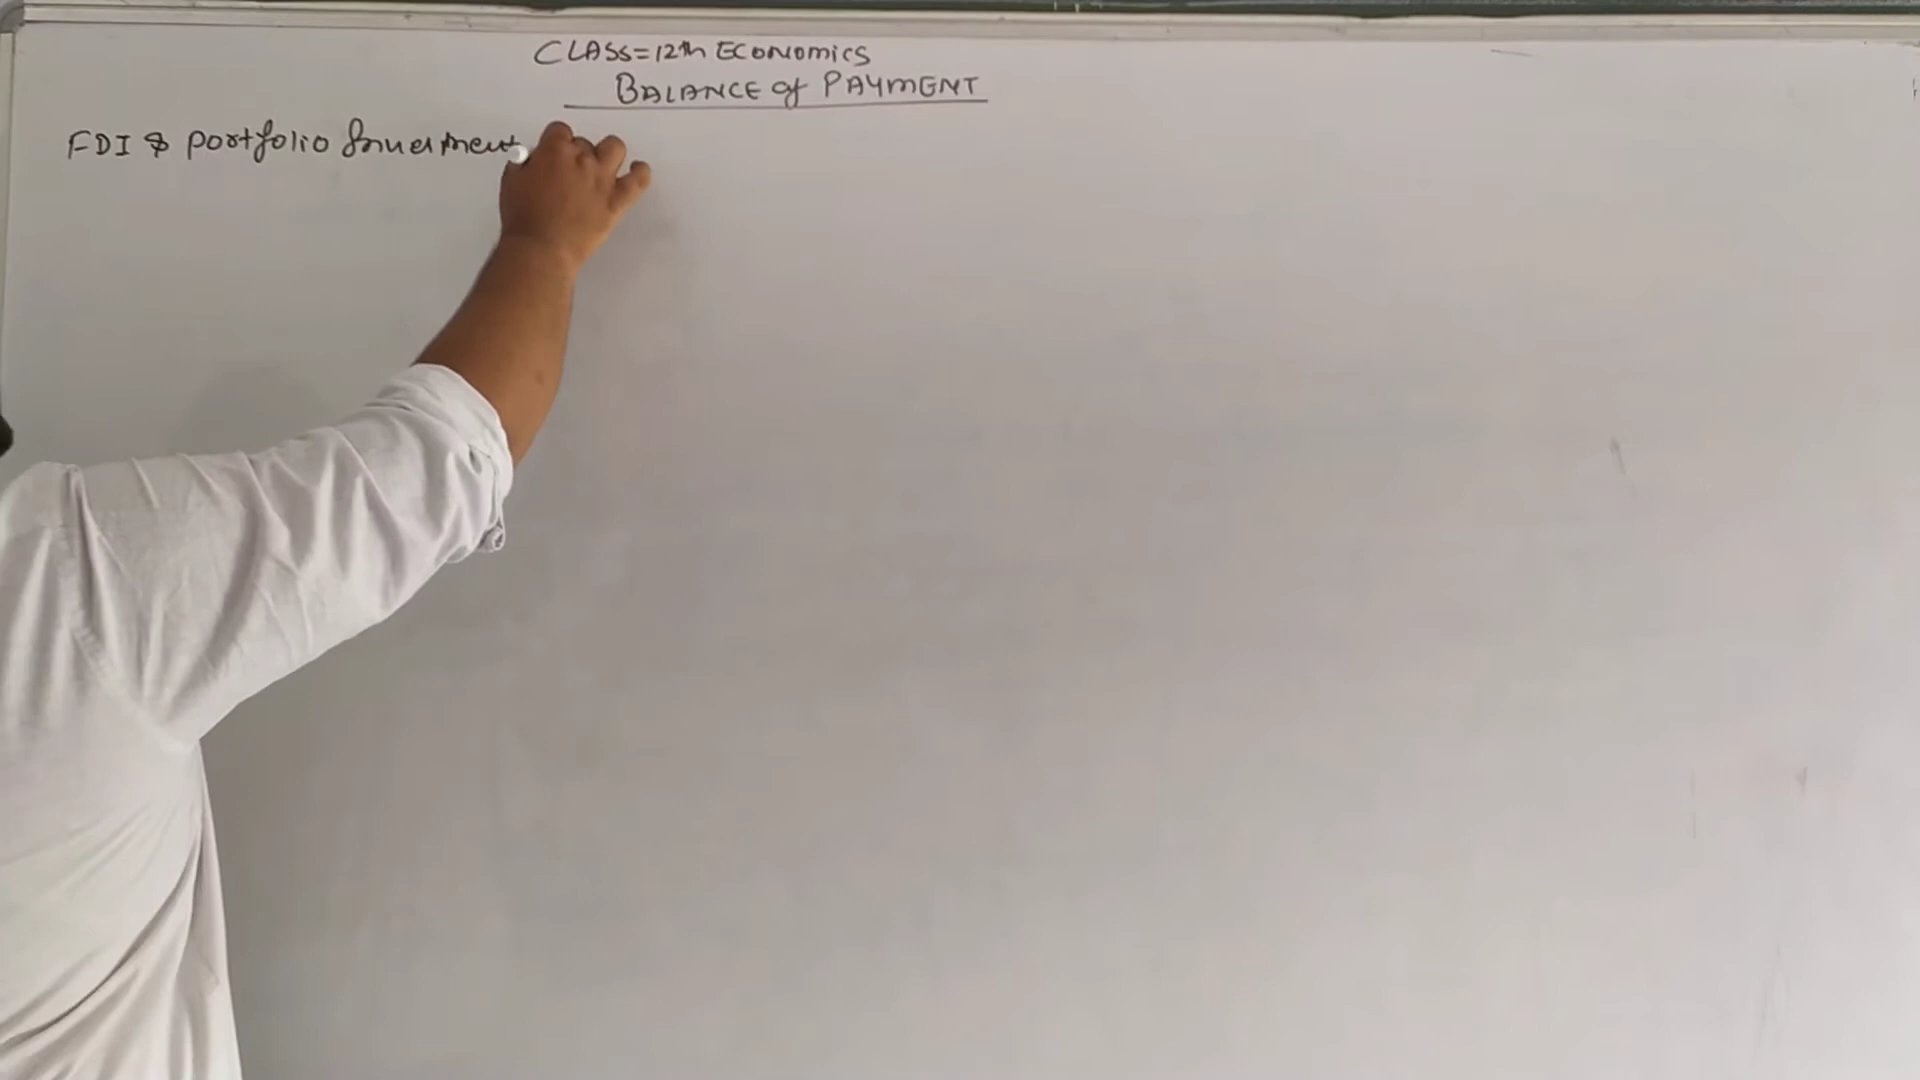 CLASS=12th ECONOMICS
BALANCE of PAYMENT
FDI & Portfolio Investment